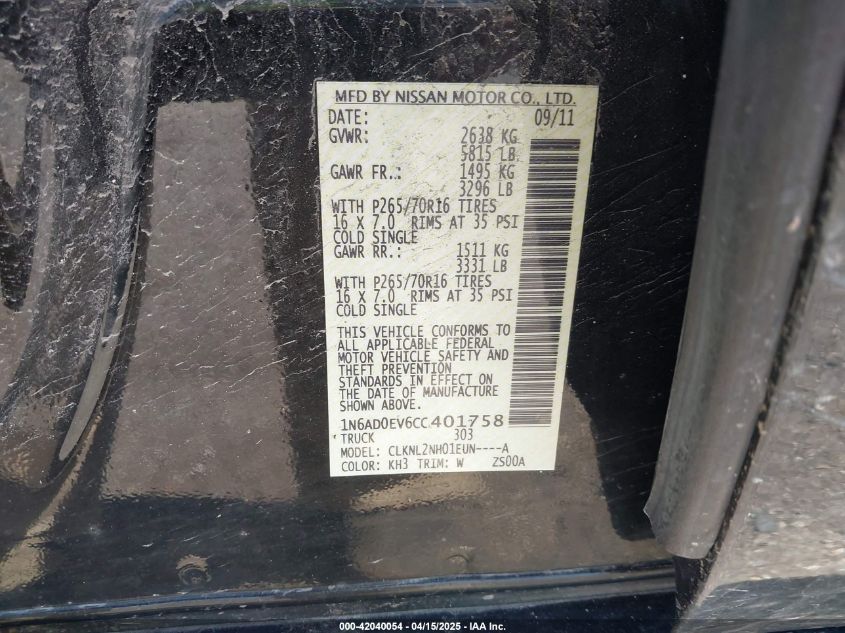 MFD BY NISSAN MOTOR CO., LTD.
DATE: 09/11
GVWR: 2638 KG
5815 LB
GAWR FR.: 1495 KG
3296 LB
WITH P265/70R16 TIRES
16 X 7.0 RIMS AT 35 PSI
COLD SINGLE
GAWR RR.: 1511 KG
3331 LB
WITH P265/70R16 TIRES
16 X 7.0 RIMS AT 35 PSI
COLD SINGLE
THIS VEHICLE CONFORMS TO
ALL APPLICABLE FEDERAL
MOTOR VEHICLE SAFETY AND
THEFT PREVENTION
STANDARDS IN EFFECT ON
THE DATE OF MANUFACTURE
SHOWN ABOVE.
1N6AD0EV6CC401758
TRUCK 303
MODEL: CLKNL2NH01EUN----A
COLOR: KH3 TRIM: W ZS00A
000-42040054 - 04/15/2025 - IAA Inc.